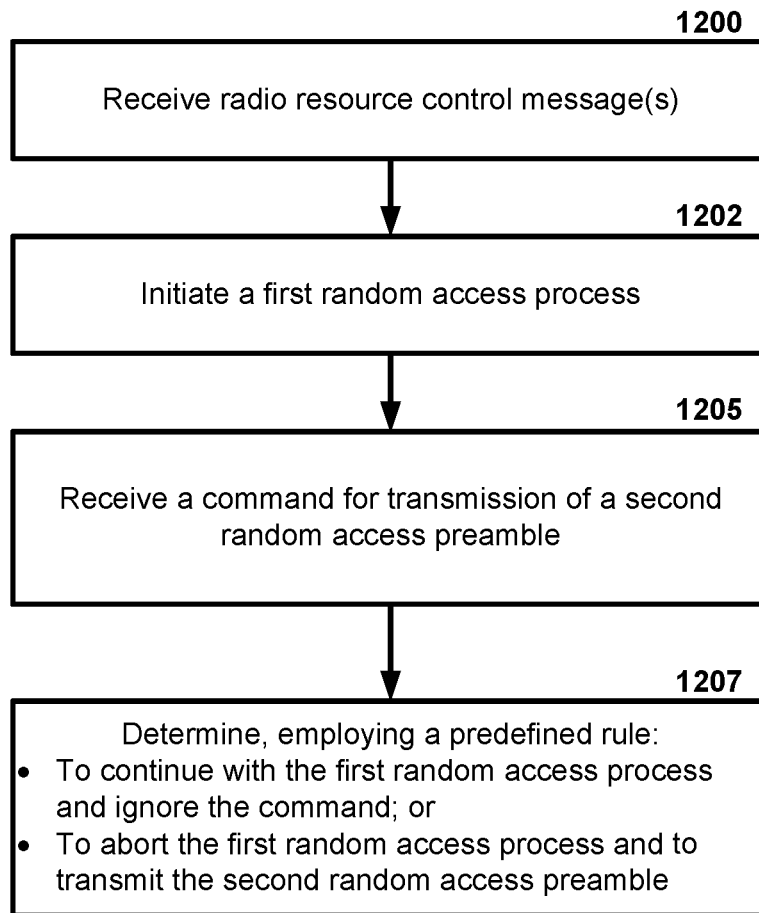 1200
Receive radio resource control message(s)
1202
Initiate a first random access process
1205
Receive a command for transmission of a second
random access preamble
1207
Determine, employing a predefined rule:
• To continue with the first random access process
and ignore the command; or
• To abort the first random access process and to
transmit the second random access preamble